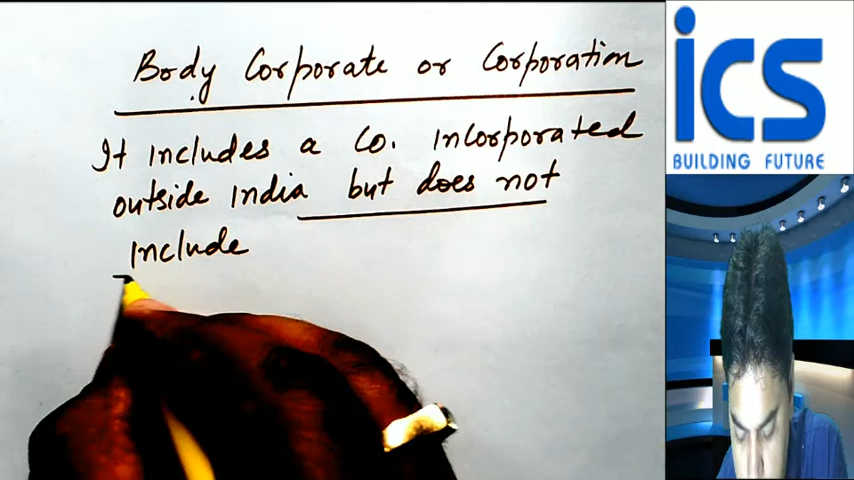 Body Corporate or Corporation
It includes a Co. incorporated
outside India but does not
include
iCS
BUILDING FUTURE